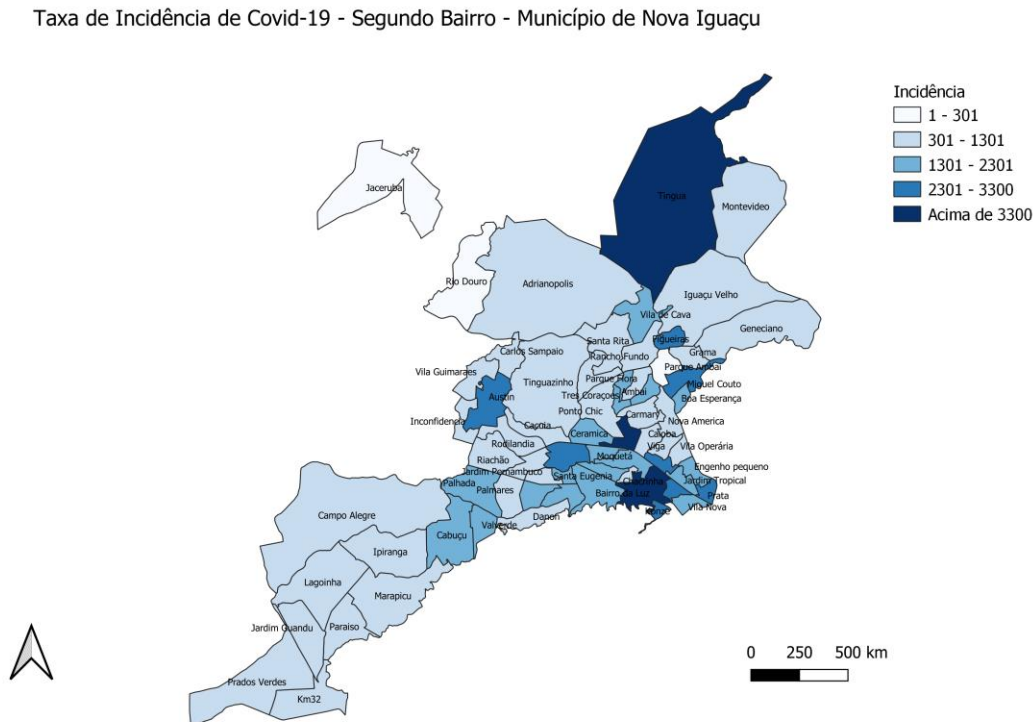 Taxa de Incidência de Covid-19 - Segundo Bairro - Município de Nova Iguaçu
Incidência
1 - 301
301 - 1301
1301 - 2301
2301 - 3300
Acima de 3300
Jaceruba
Tingua
Montevideo
Rio Douro
Adrianopolis
Iguaçu Velho
Vila de Cava
Geneciano
Santa Rita
Figueiras
Carlos Sampaio
Rancho Fundo
Grama
Parque Ambai
Vila Guimaraes
Tinguazinho
Parque Flora
Miguel Couto
Austin
Tres Corações
Ambai
Boa Esperança
Ponto Chic
Carmary
Inconfidencia
Nova America
Caçoia
Ceramica
Caioba
Rodilandia
Viga
Vila Operária
Riachão
Moquetá
Engenho pequeno
Jardim Pernambuco
Santa Eugenia
Chacrinha
Jardim Tropical
Palhada
Palmares
Bairro da Luz
Prata
Campo Alegre
Danon
Vila Nova
Valverde
Cabuçu
Ipiranga
Lagoinha
Marapicu
Jardim Guandu
Paraiso
Prados Verdes
Km32
0 250 500 km